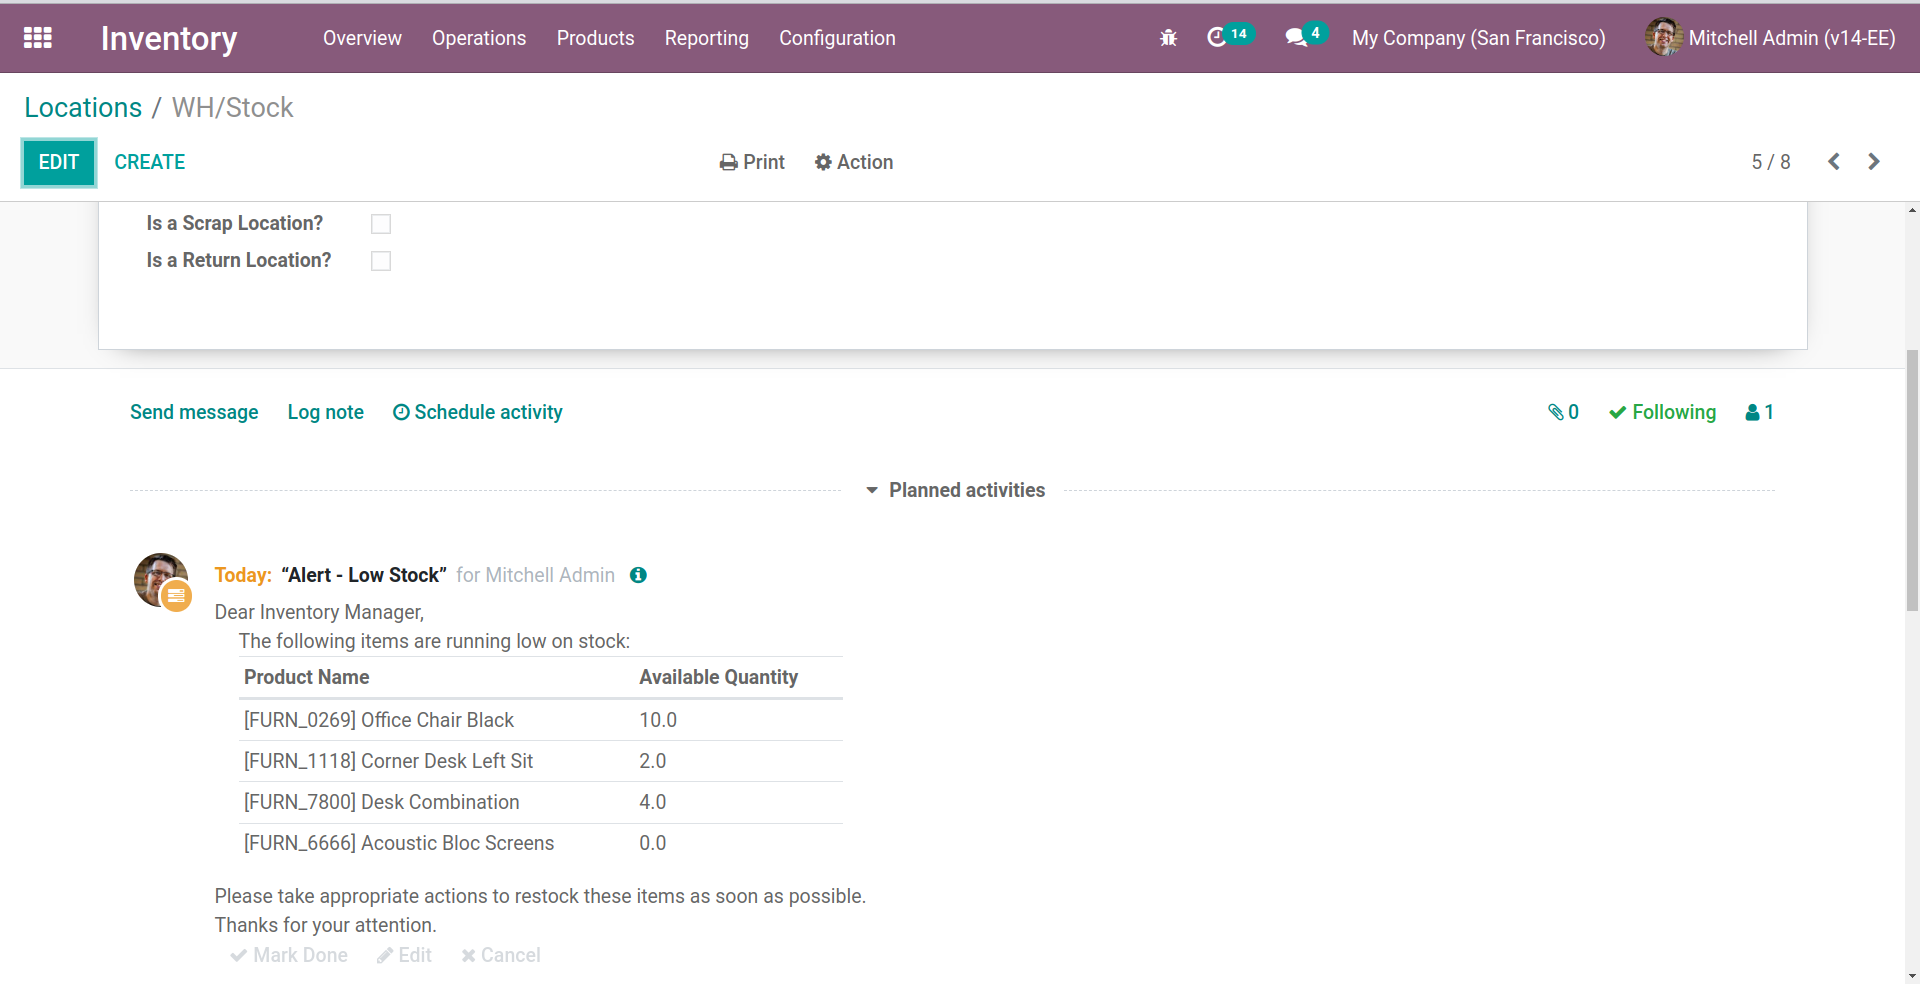 Inventory Overview Operations Products Reporting Configuration 14 4 My Company (San Francisco) Mitchell Admin (v14-EE)
Locations / WH/Stock
EDIT CREATE Print Action 5 / 8
Is a Scrap Location?
Is a Return Location?
Send message Log note Schedule activity 0 Following 1
Planned activities
Today: “Alert - Low Stock” for Mitchell Admin
Dear Inventory Manager,
The following items are running low on stock:
Product Name Available Quantity
[FURN_0269] Office Chair Black 10.0
[FURN_1118] Corner Desk Left Sit 2.0
[FURN_7800] Desk Combination 4.0
[FURN_6666] Acoustic Bloc Screens 0.0
Please take appropriate actions to restock these items as soon as possible.
Thanks for your attention.
Mark Done Edit Cancel